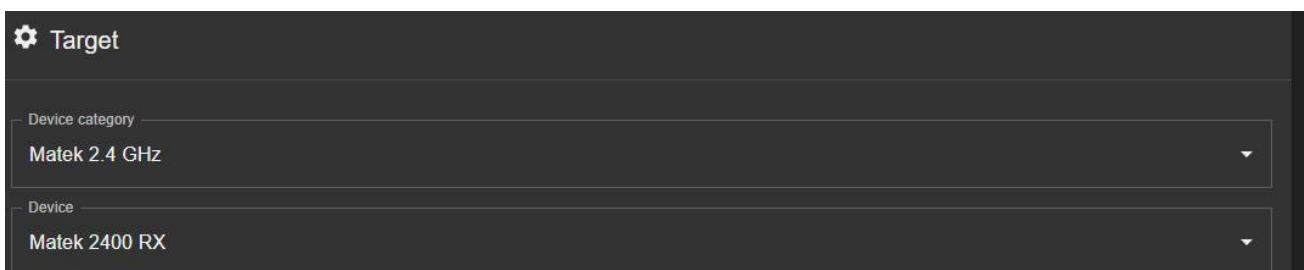 Target
Device category
Matek 2.4 GHz
Device
Matek 2400 RX